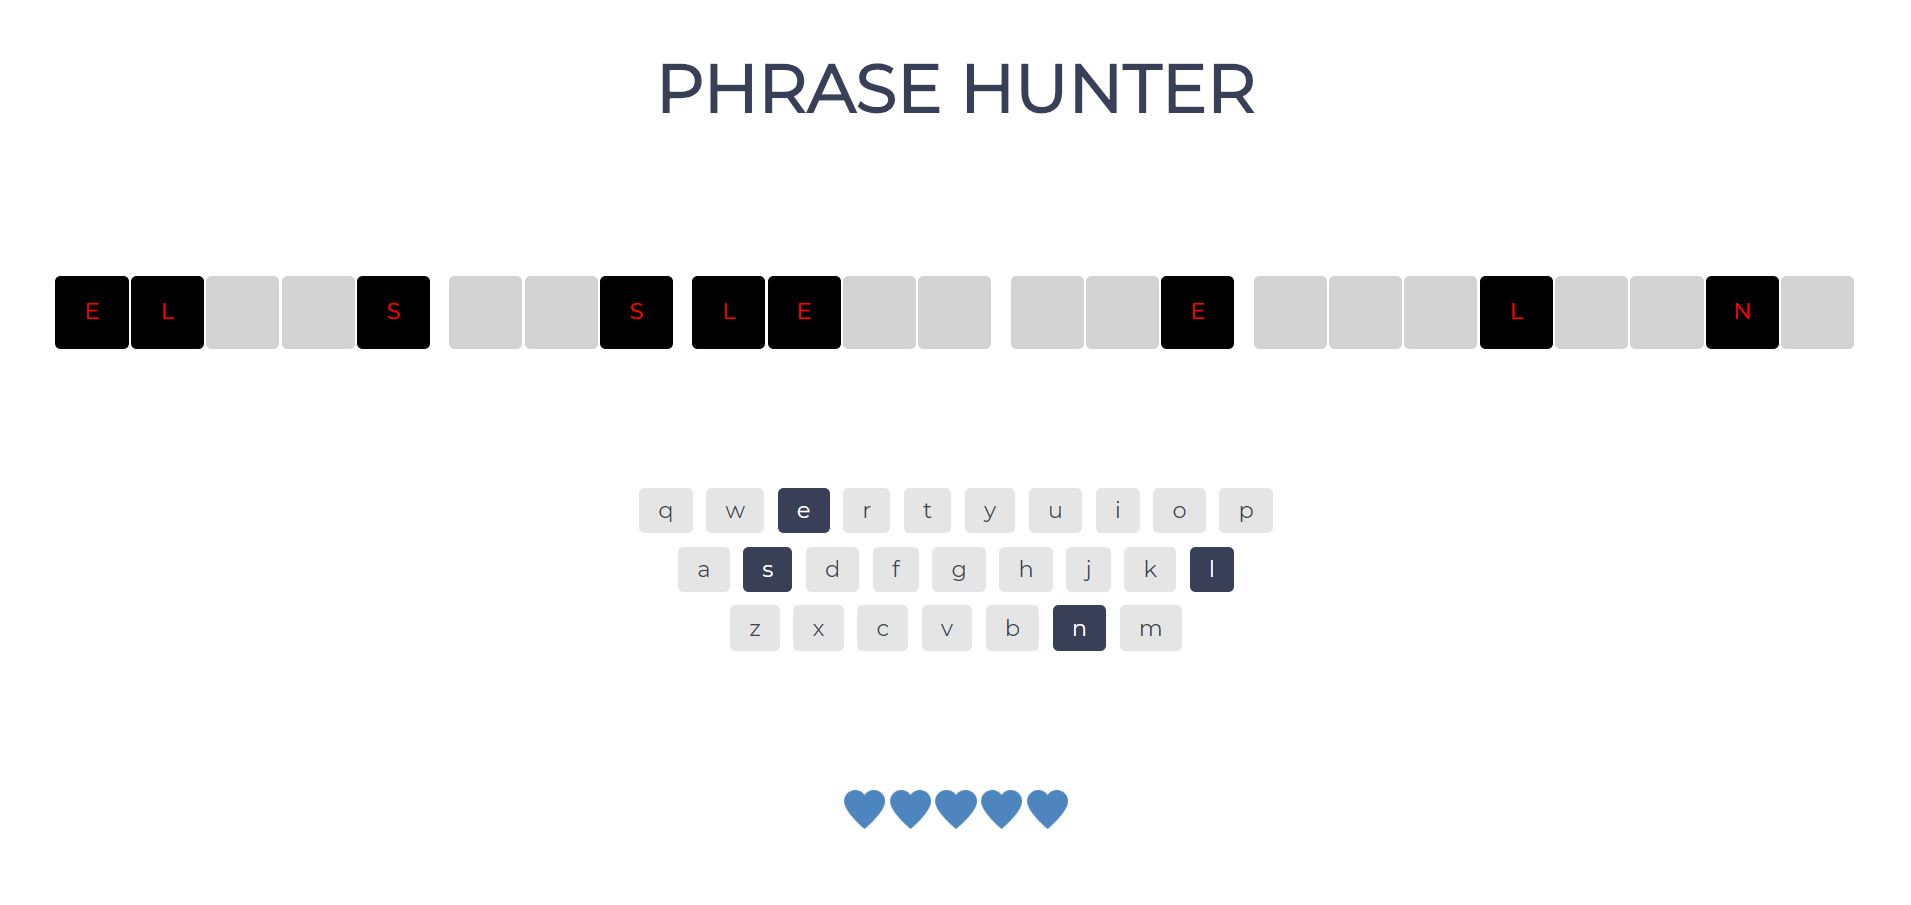 PHRASE HUNTER
E L S S L E E L N
q w e r t y u i o p
a s d f g h j k l
z x c v b n m